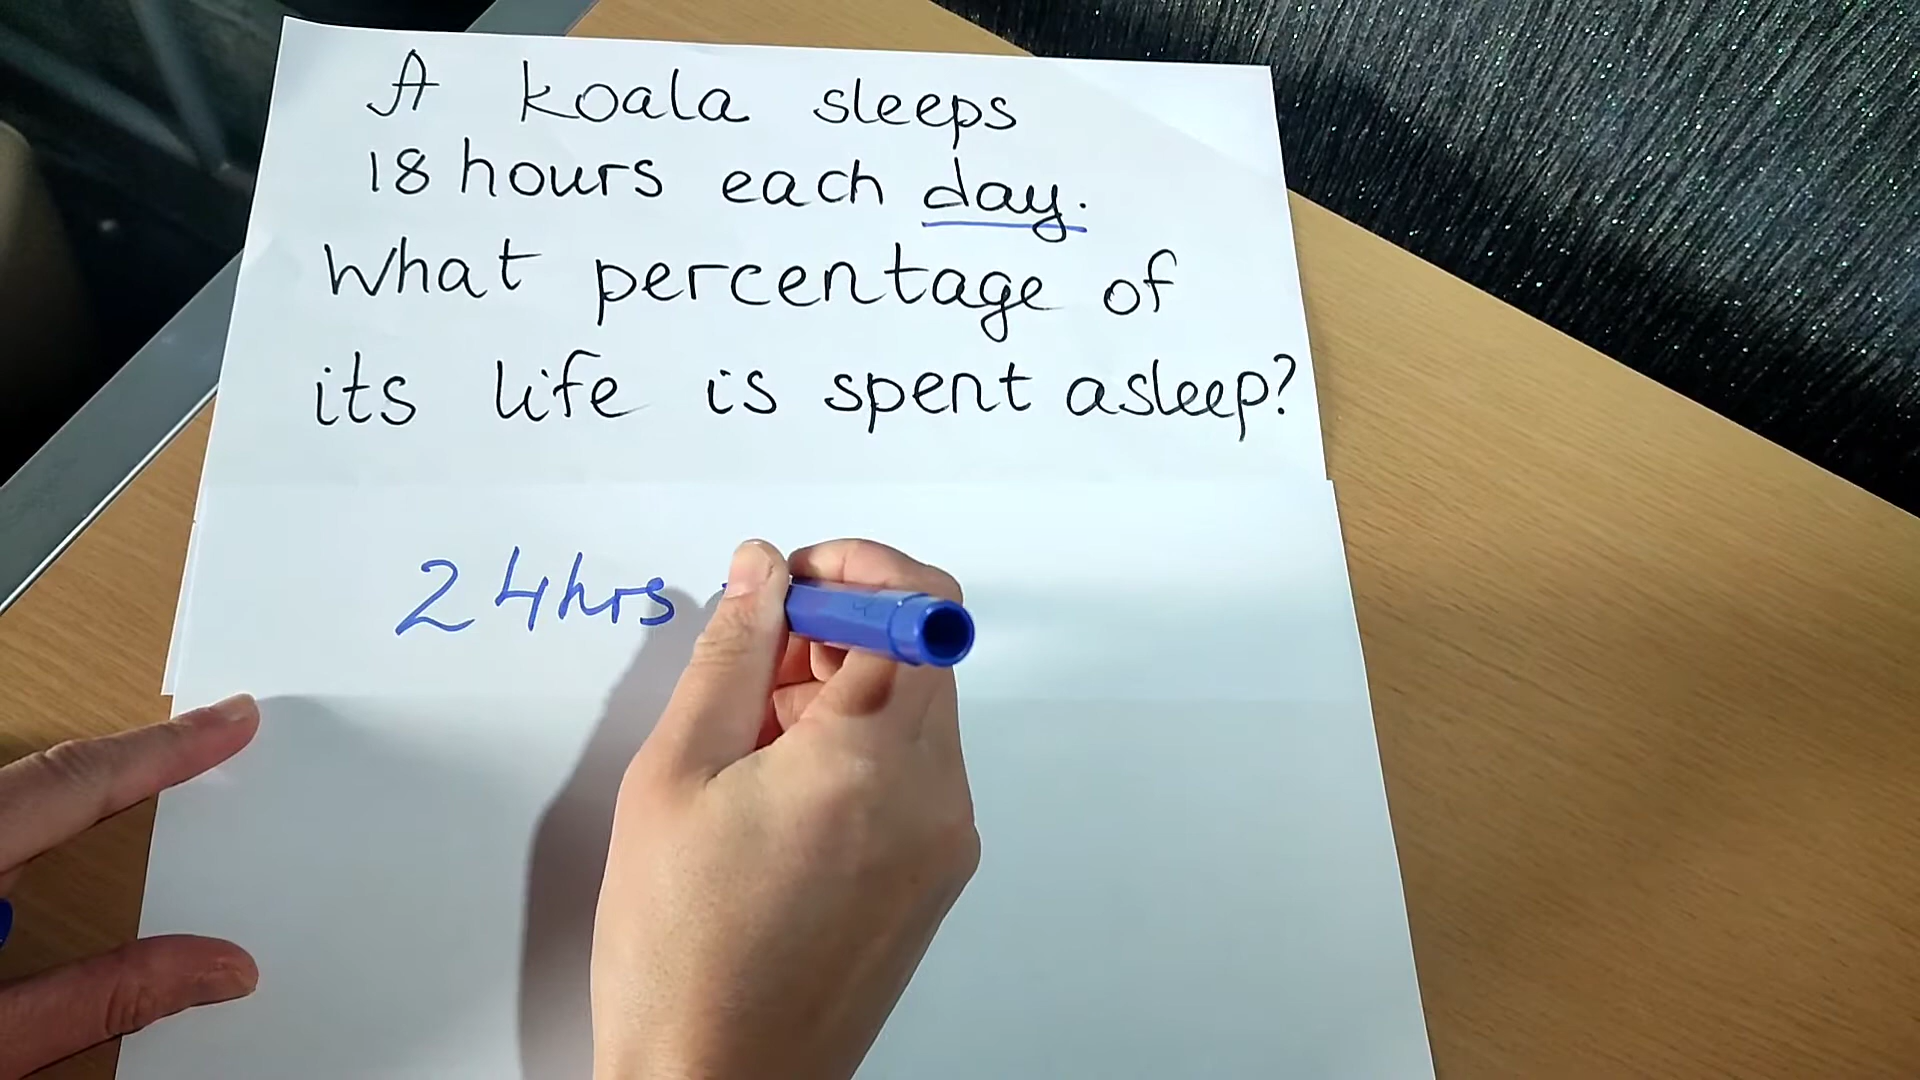 A koala sleeps
18 hours each day.
What percentage of
its life is spent asleep?
24hrs